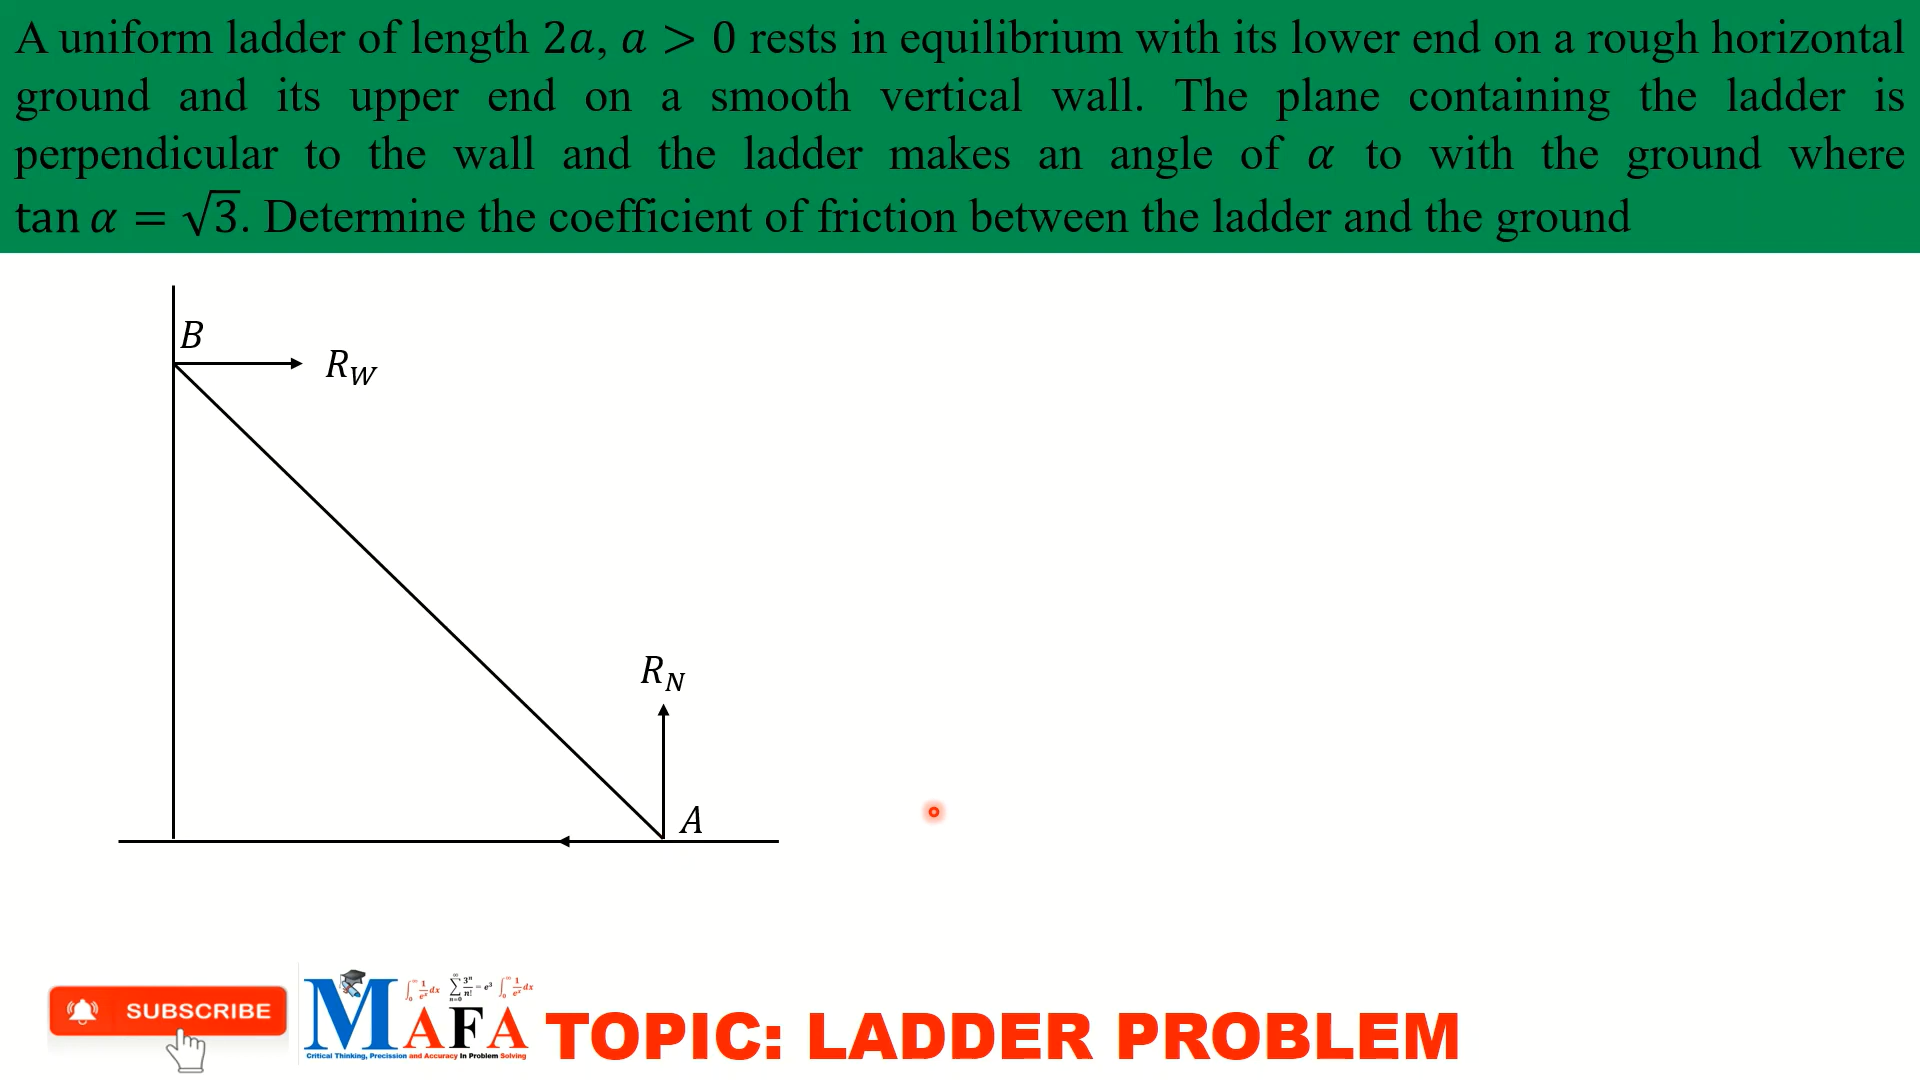 A uniform ladder of length 2𝑎, 𝑎 > 0 rests in equilibrium with its lower end on a rough horizontal
ground and its upper end on a smooth vertical wall. The plane containing the ladder is
perpendicular to the wall and the ladder makes an angle of 𝛼 to with the ground where
tan 𝛼 = √3. Determine the coefficient of friction between the ladder and the ground
B
R_W
R_N
A
SUBSCRIBE
MAFA
Critical Thinking, Precission and Accuracy In Problem Solving
TOPIC: LADDER PROBLEM